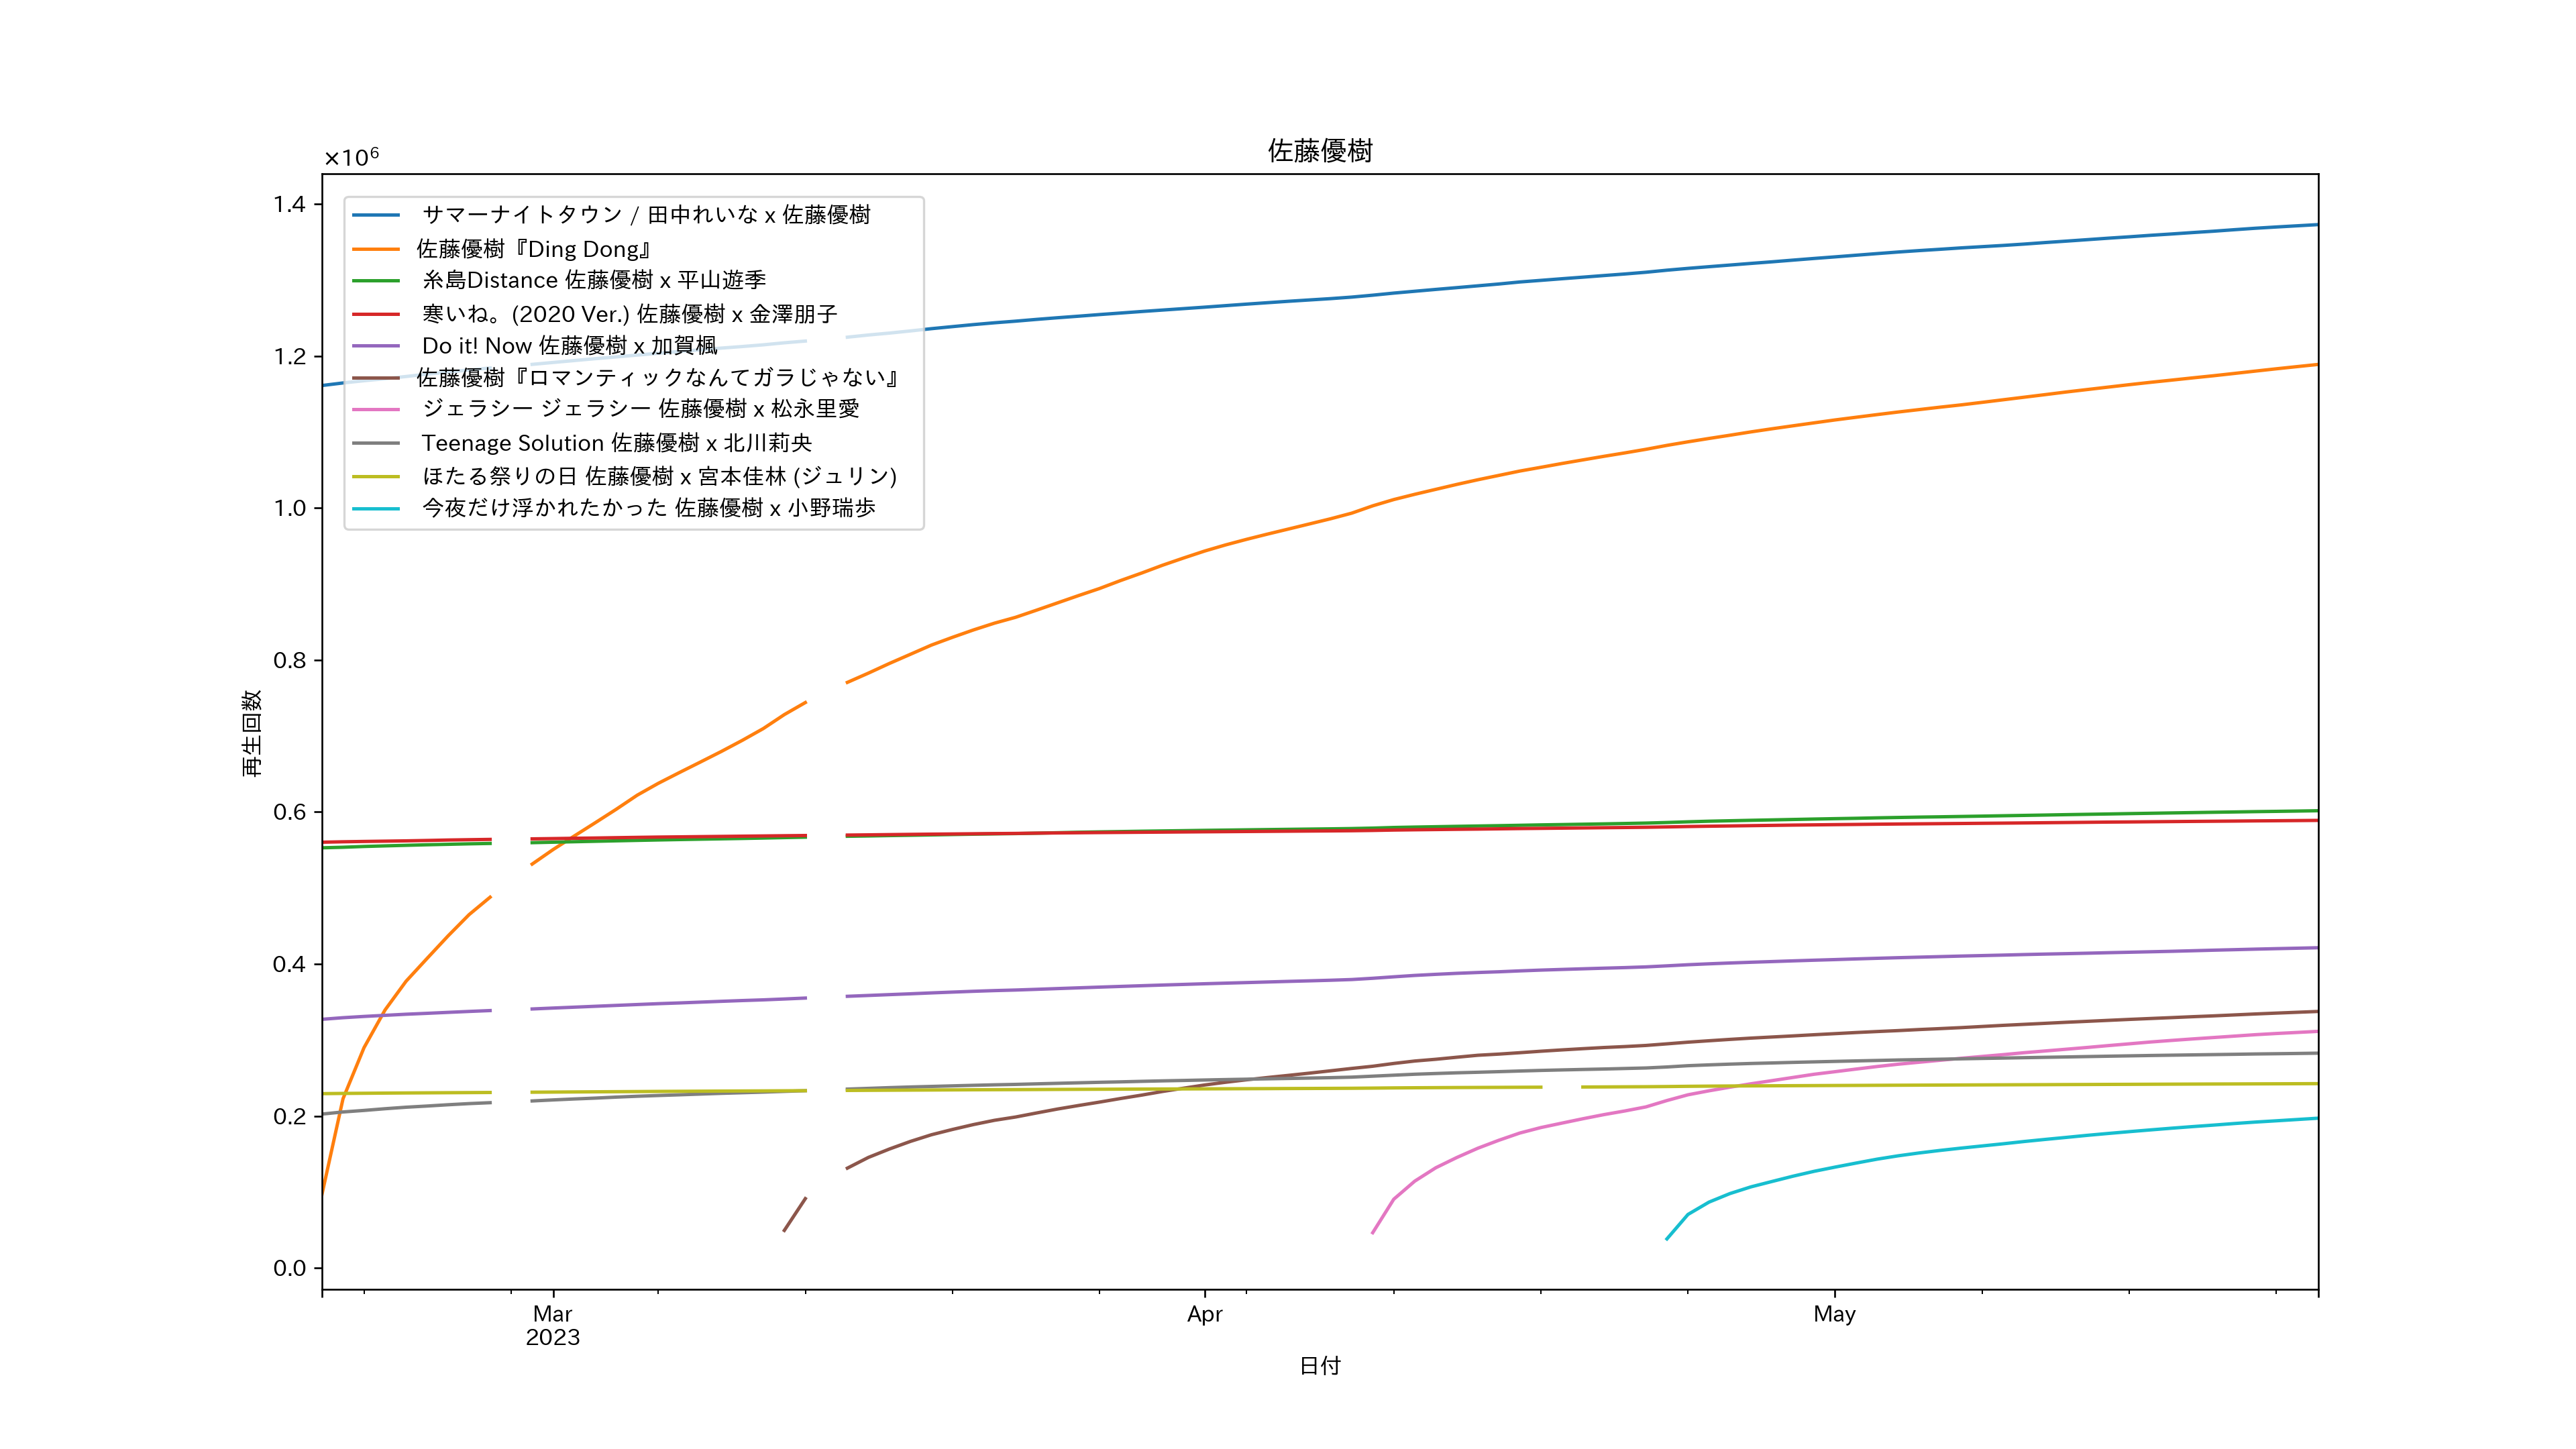 佐藤優樹
×10⁶
1.4
1.2
1.0
0.8
0.6
0.4
0.2
0.0
再生回数
サマーナイトタウン / 田中れいな x 佐藤優樹
佐藤優樹『Ding Dong』
糸島Distance 佐藤優樹 x 平山遊季
寒いね。(2020 Ver.) 佐藤優樹 x 金澤朋子
Do it! Now 佐藤優樹 x 加賀楓
佐藤優樹『ロマンティックなんてガラじゃない』
ジェラシー ジェラシー 佐藤優樹 x 松永里愛
Teenage Solution 佐藤優樹 x 北川莉央
ほたる祭りの日 佐藤優樹 x 宮本佳林 (ジュリン)
今夜だけ浮かれたかった 佐藤優樹 x 小野瑞歩
Mar
2023
Apr
May
日付